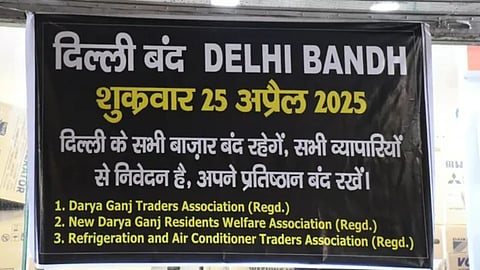 दिल्ली बंद DELHI BANDH
शुक्रवार 25 अप्रैल 2025
दिल्ली के सभी बाज़ार बंद रहेगें, सभी व्यापारियों
से निवेदन है, अपने प्रतिष्ठान बंद रखें।
1. Darya Ganj Traders Association (Regd.)
2. New Darya Ganj Residents Welfare Association (Regd.)
3. Refrigeration and Air Conditioner Traders Association (Regd.)